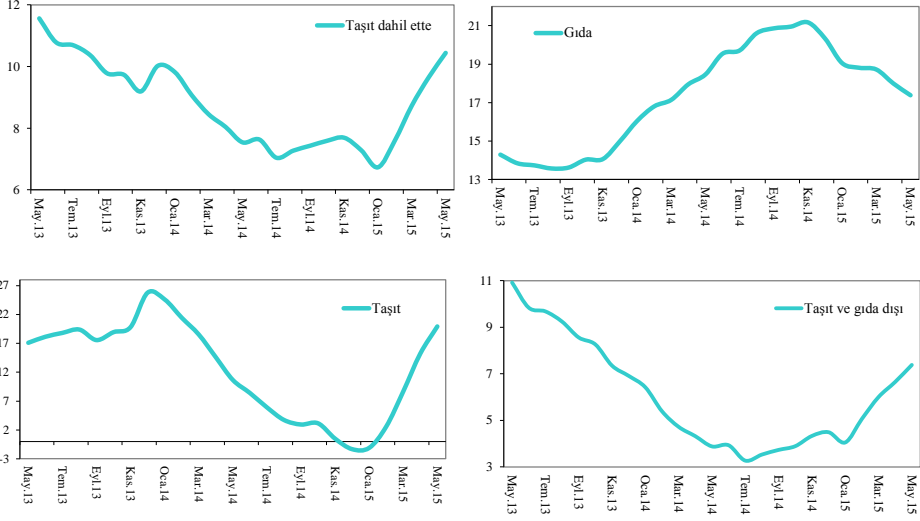 Taşıt dahil ette
12
10
8
6
May.13 Tem.13 Eyl.13 Kas.13 Oca.14 Mar.14 May.14 Tem.14 Eyl.14 Kas.14 Oca.15 Mar.15 May.15
Gıda
21
19
17
15
13
May.13 Tem.13 Eyl.13 Kas.13 Oca.14 Mar.14 May.14 Tem.14 Eyl.14 Kas.14 Oca.15 Mar.15 May.15
Taşıt
27
22
17
12
7
2
-3
May.13 Tem.13 Eyl.13 Kas.13 Oca.14 Mar.14 May.14 Tem.14 Eyl.14 Kas.14 Oca.15 Mar.15 May.15
Taşıt ve gıda dışı
11
9
7
5
3
May.13 Tem.13 Eyl.13 Kas.13 Oca.14 Mar.14 May.14 Tem.14 Eyl.14 Kas.14 Oca.15 Mar.15 May.15